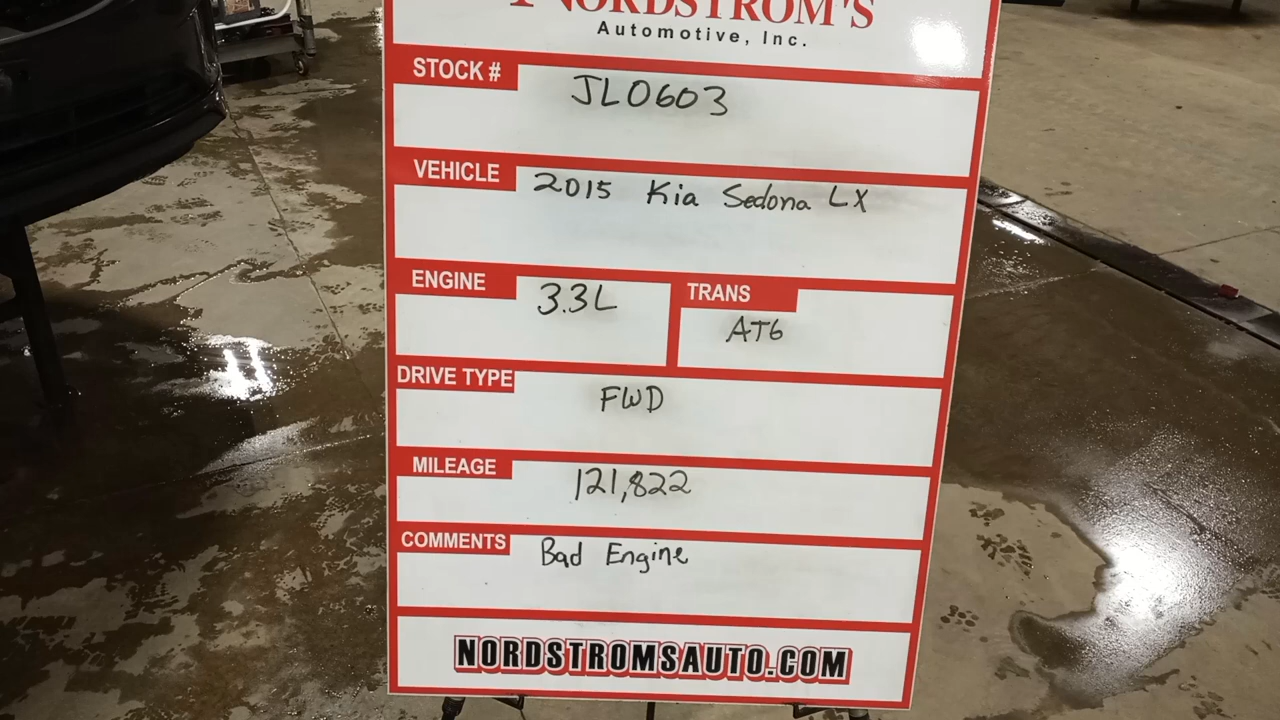 NORDSTROM'S
Automotive, Inc.
STOCK # JL0603
VEHICLE 2015 Kia Sedona LX
ENGINE 3.3L TRANS AT6
DRIVE TYPE FWD
MILEAGE 121,822
COMMENTS Bad Engine
NORDSTROMSAUTO.COM